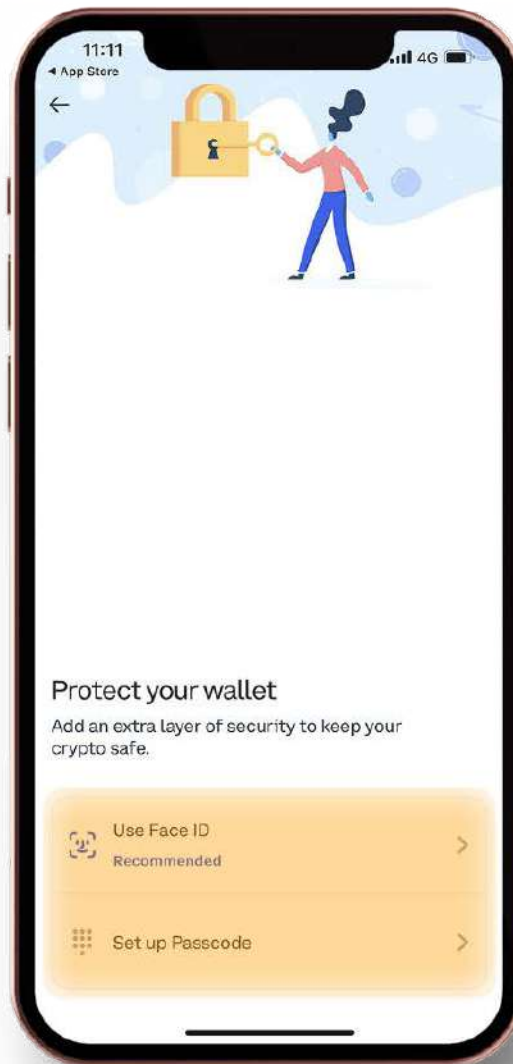 11:11
4G
App Store
Protect your wallet
Add an extra layer of security to keep your
crypto safe.
Use Face ID
Recommended
Set up Passcode